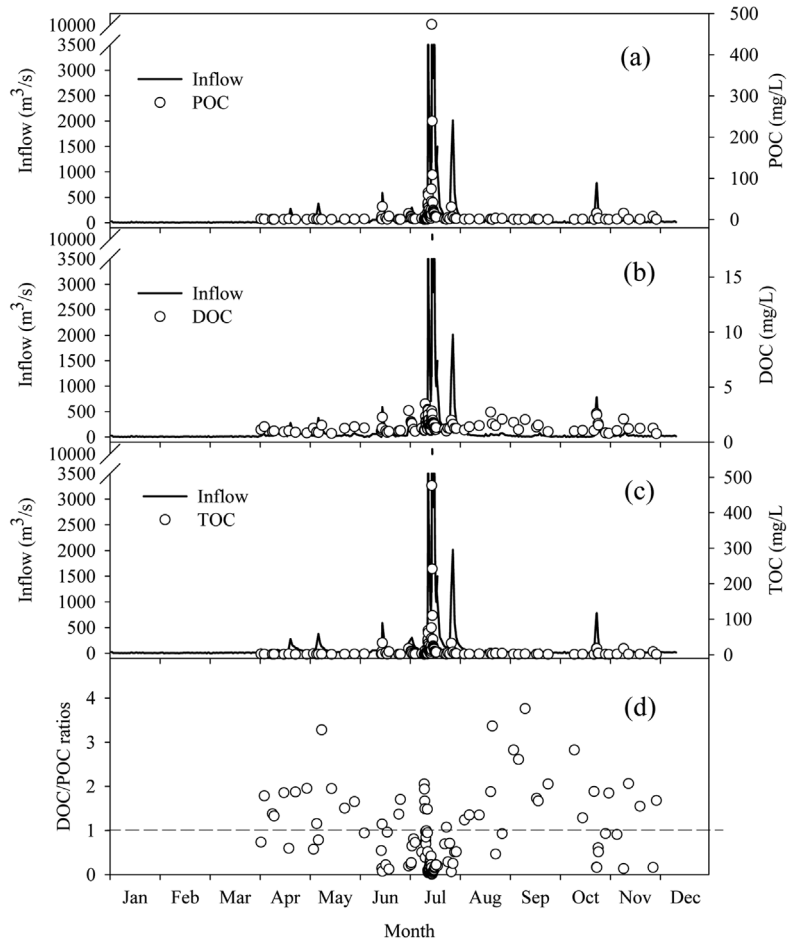 10000
3500
3000
2500
2000
1500
1000
500
0
Inflow (m3/s)
Inflow
POC
(a)
500
400
300
200
100
0
POC (mg/L)
10000
3500
3000
2500
2000
1500
1000
500
0
Inflow (m3/s)
Inflow
DOC
(b)
15
10
5
0
DOC (mg/L)
10000
3500
3000
2500
2000
1500
1000
500
0
Inflow (m3/s)
Inflow
TOC
(c)
500
400
300
200
100
0
TOC (mg/L
4
3
2
1
0
DOC/POC ratios
(d)
Jan Feb Mar Apr May Jun Jul Aug Sep Oct Nov Dec
Month